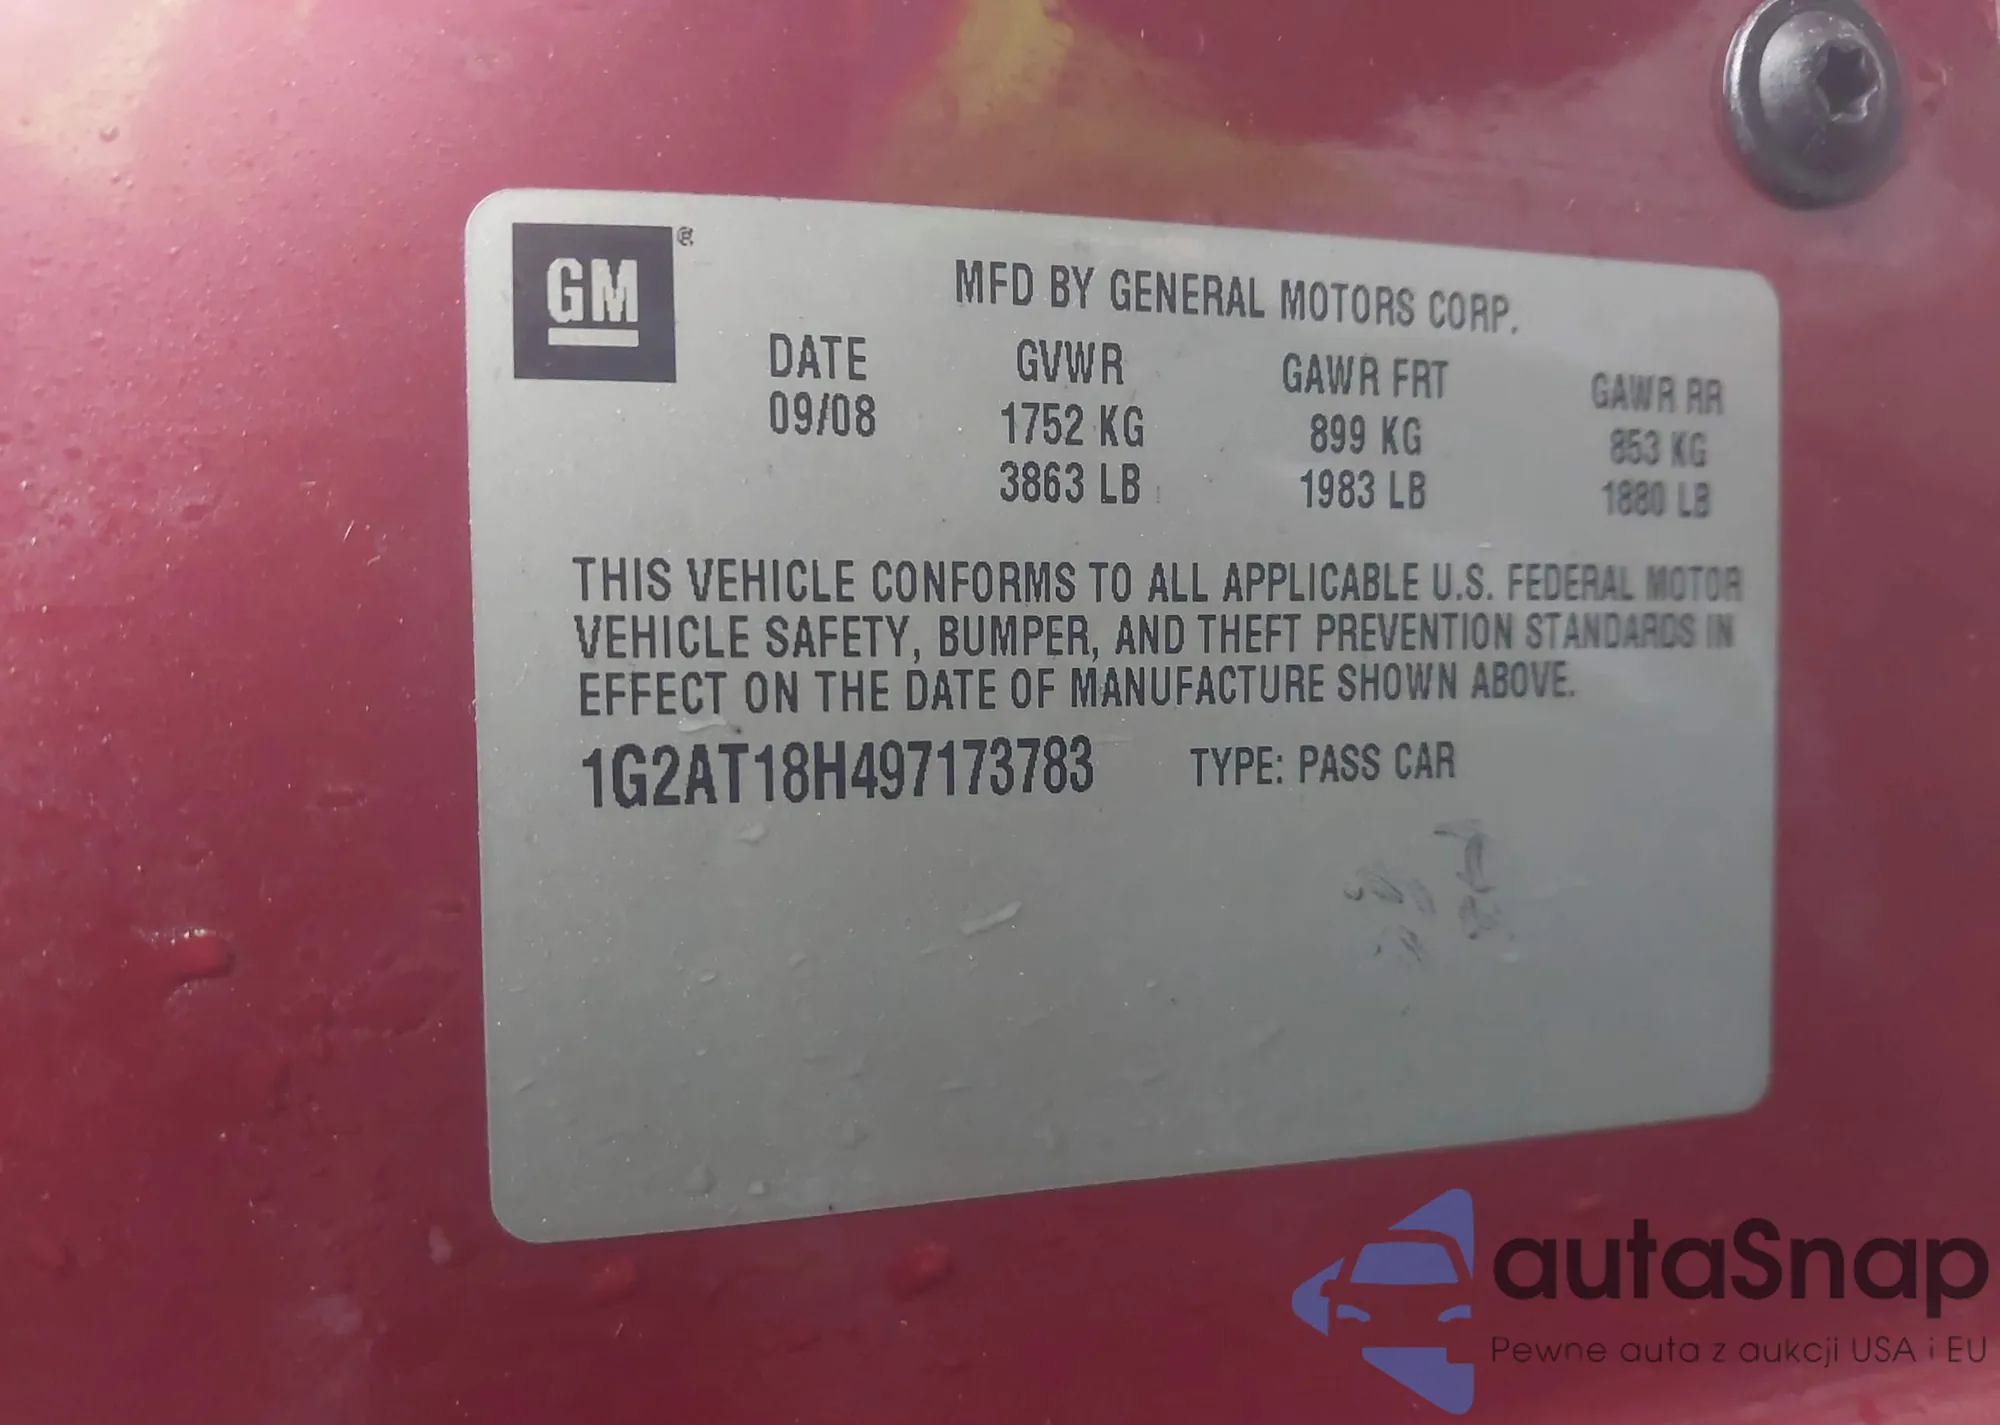 GM®
MFD BY GENERAL MOTORS CORP.
DATE GVWR GAWR FRT GAWR RR
09/08 1752 KG 899 KG 853 KG
3863 LB 1983 LB 1880 LB
THIS VEHICLE CONFORMS TO ALL APPLICABLE U.S. FEDERAL MOTOR
VEHICLE SAFETY, BUMPER, AND THEFT PREVENTION STANDARDS IN
EFFECT ON THE DATE OF MANUFACTURE SHOWN ABOVE.
1G2AT18H497173783 TYPE: PASS CAR
autaSnap
Pewne auta z aukcji USA i EU